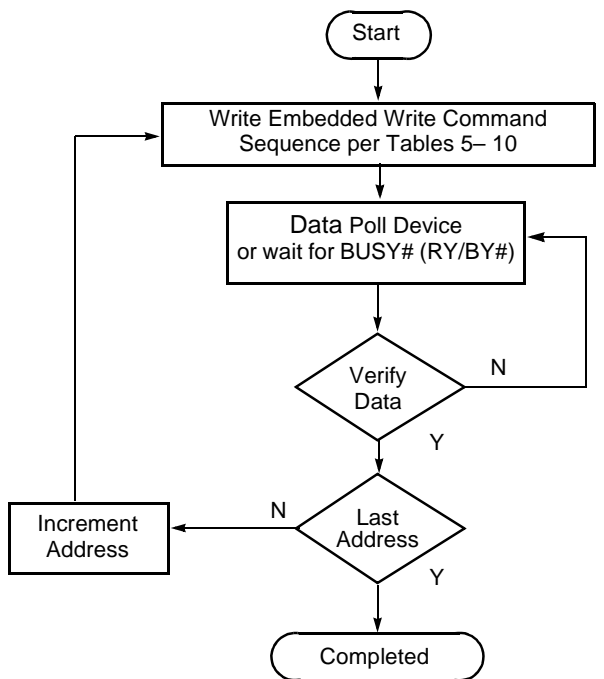 Start
Write Embedded Write Command
Sequence per Tables 5– 10
Data Poll Device
or wait for BUSY# (RY/BY#)
Verify
Data
N
Y
Last
Address
N
Y
Increment
Address
Completed